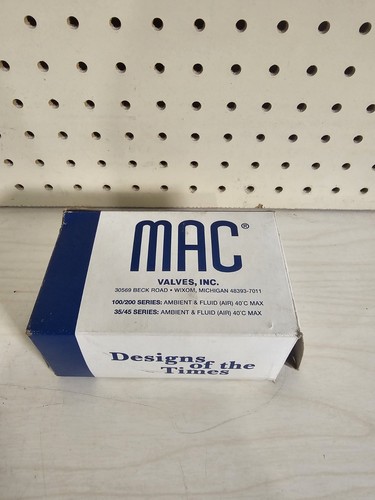 MAC®
VALVES, INC.
30569 BECK ROAD • WIXOM, MICHIGAN 48393-7011
100/200 SERIES: AMBIENT & FLUID (AIR) 40°C MAX
35/45 SERIES: AMBIENT & FLUID (AIR) 40°C MAX
Designs
of the
Times